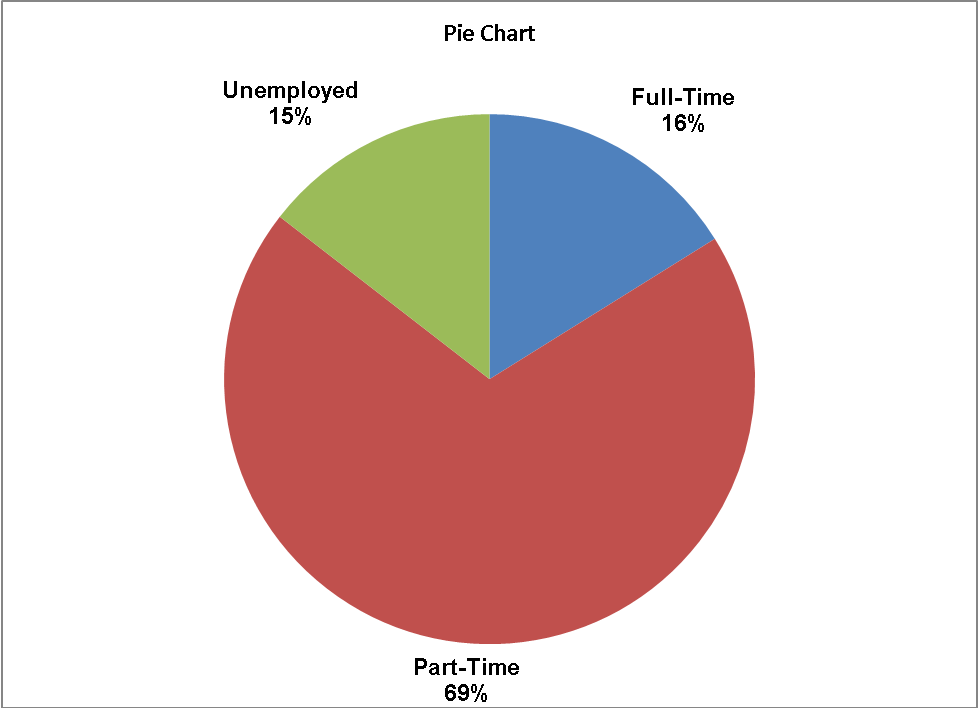 Pie Chart
Unemployed
15%
Full-Time
16%
Part-Time
69%